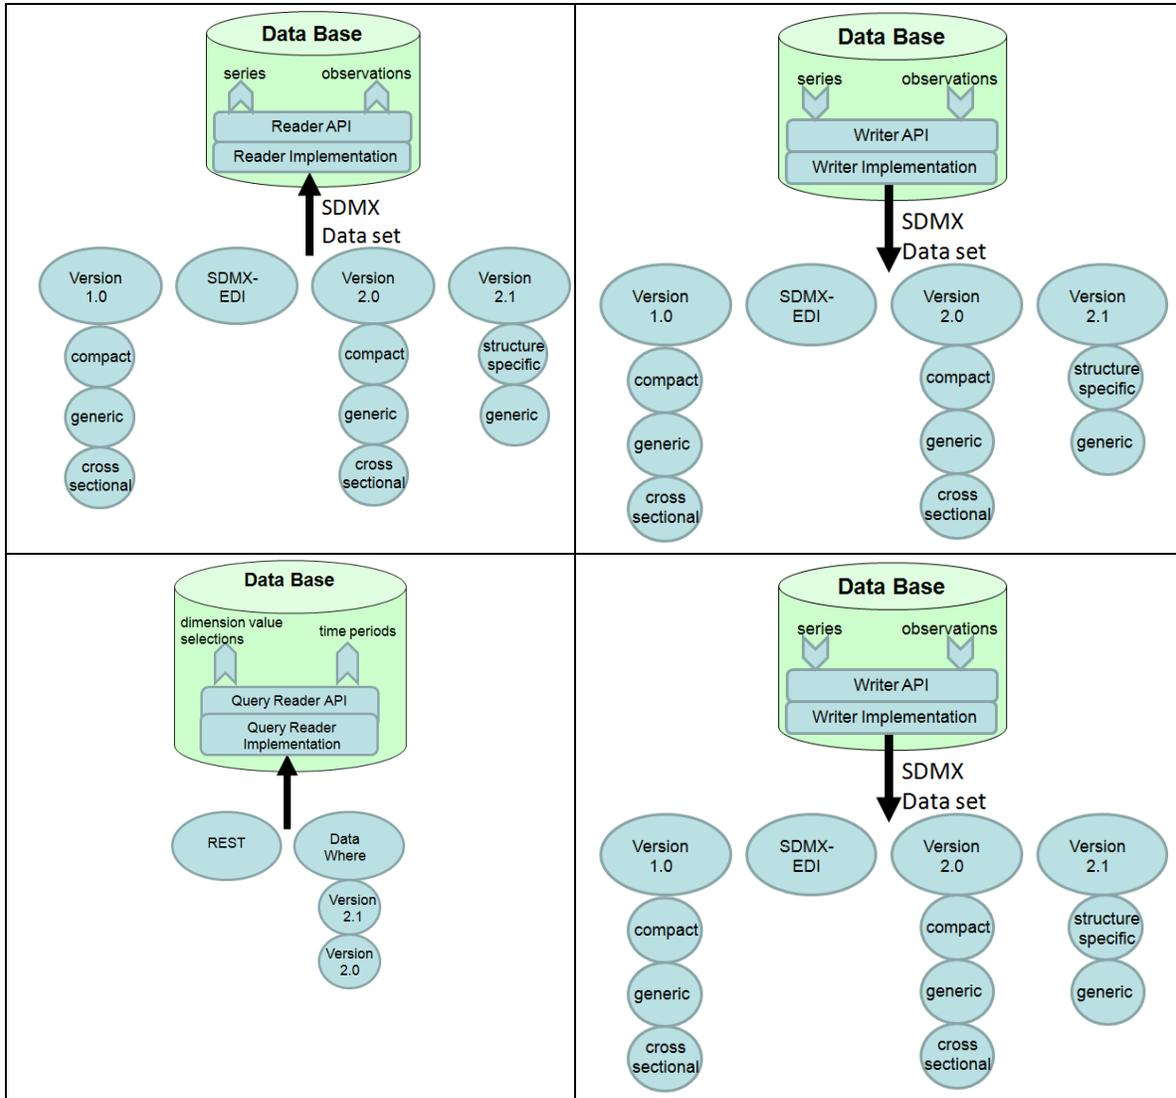 Data Base
series
observations
Reader API
Reader Implementation
SDMX
Data set
Version
1.0
SDMX-
EDI
Version
2.0
Version
2.1
compact
generic
cross
sectional
compact
generic
cross
sectional
structure
specific
generic
Data Base
series
observations
Writer API
Writer Implementation
SDMX
Data set
Version
1.0
SDMX-
EDI
Version
2.0
Version
2.1
compact
generic
cross
sectional
compact
generic
cross
sectional
structure
specific
generic
Data Base
dimension value
selections
time periods
Query Reader API
Query Reader
Implementation
REST
Data
Where
Version
2.1
Version
2.0
Data Base
series
observations
Writer API
Writer Implementation
SDMX
Data set
Version
1.0
SDMX-
EDI
Version
2.0
Version
2.1
compact
generic
cross
sectional
compact
generic
cross
sectional
structure
specific
generic